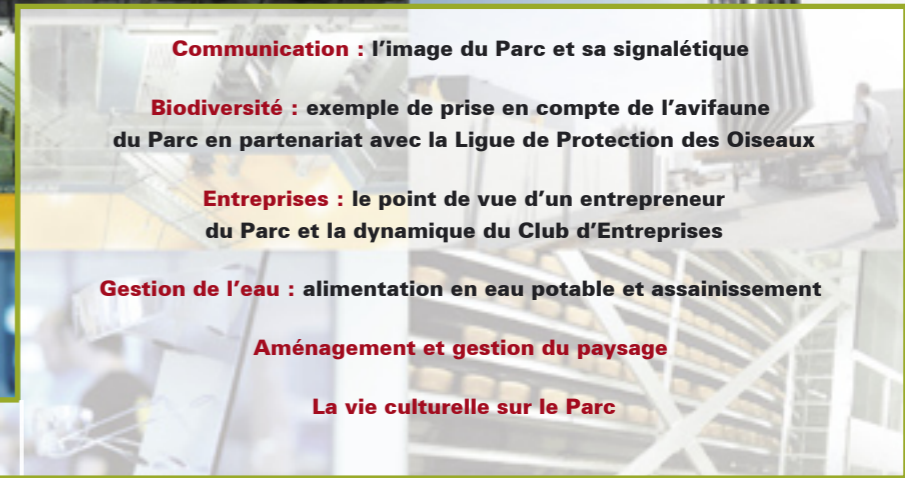 Communication : l’image du Parc et sa signalétique
Biodiversité : exemple de prise en compte de l’avifaune
du Parc en partenariat avec la Ligue de Protection des Oiseaux
Entreprises : le point de vue d’un entrepreneur
du Parc et la dynamique du Club d’Entreprises
Gestion de l’eau : alimentation en eau potable et assainissement
Aménagement et gestion du paysage
La vie culturelle sur le Parc